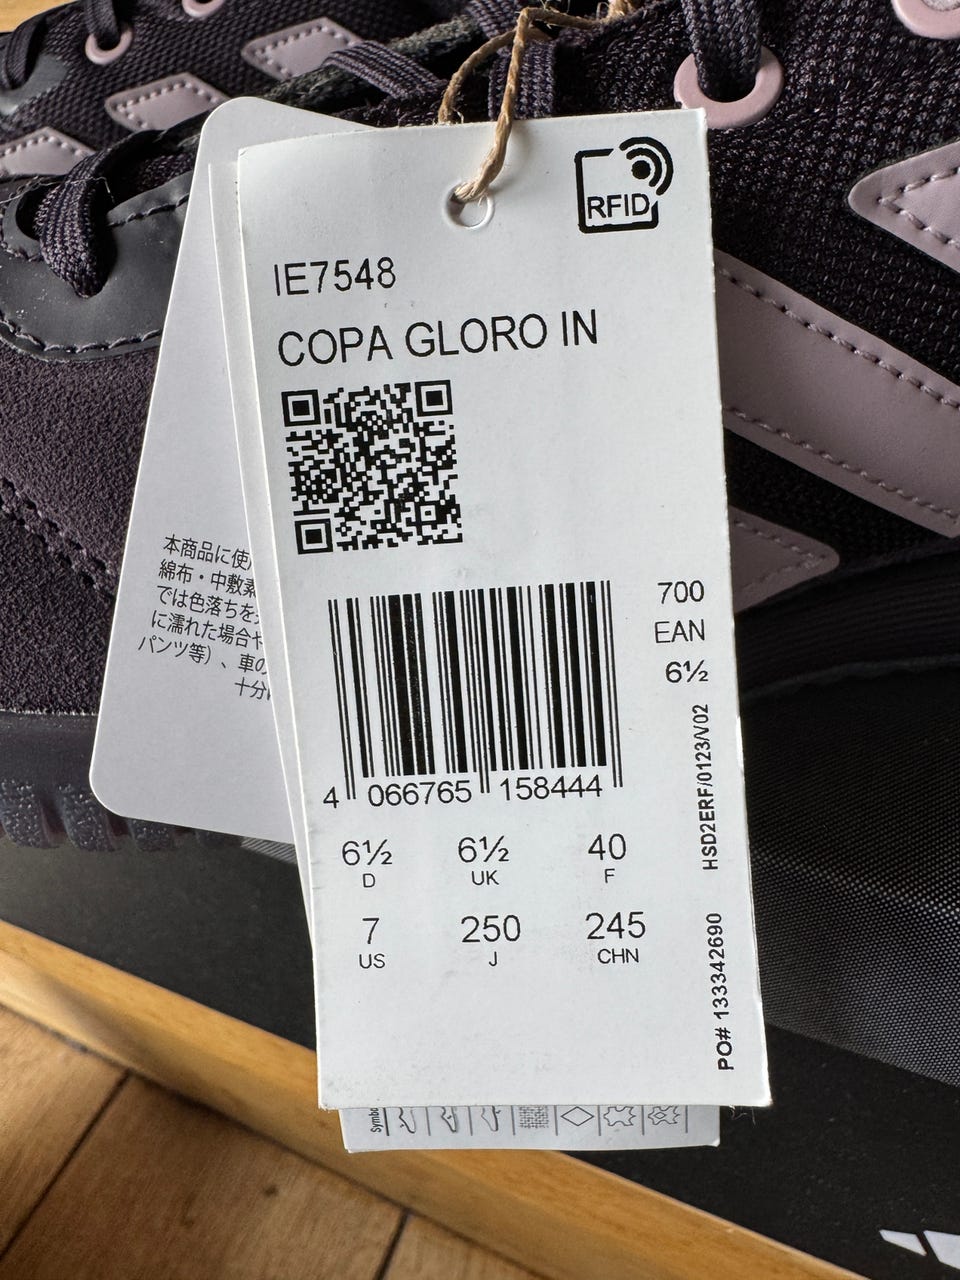 RFID
IE7548
COPA GLORO IN
700
EAN
6½
4 066765 158444
6½ 6½ 40
D UK F
7 250 245
US J CHN
HSD2ERF/0123/V02
PO# 133342690
本商品に使
綿布・中敷素
では色落ちを
に濡れた場合や
パンツ等）、車の
十分
Symbo